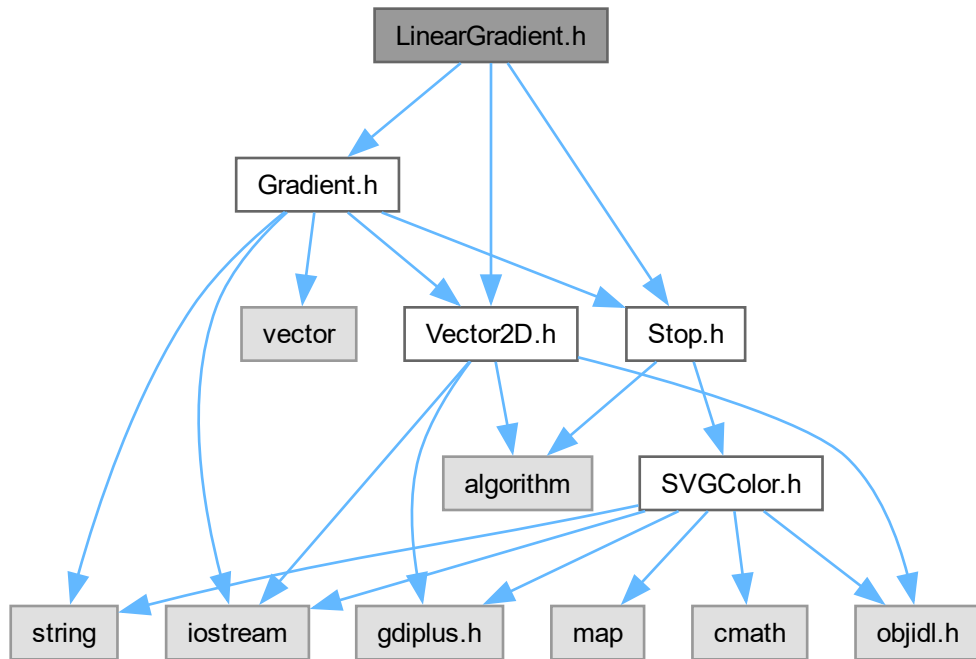 LinearGradient.h
Gradient.h
vector
Vector2D.h
Stop.h
algorithm
SVGColor.h
string
iostream
gdiplus.h
map
cmath
objidl.h